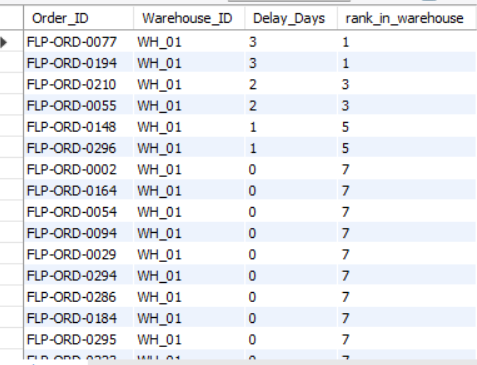 Order_ID Warehouse_ID Delay_Days rank_in_warehouse
FLP-ORD-0077 WH_01 3 1
FLP-ORD-0194 WH_01 3 1
FLP-ORD-0210 WH_01 2 3
FLP-ORD-0055 WH_01 2 3
FLP-ORD-0148 WH_01 1 5
FLP-ORD-0296 WH_01 1 5
FLP-ORD-0002 WH_01 0 7
FLP-ORD-0164 WH_01 0 7
FLP-ORD-0054 WH_01 0 7
FLP-ORD-0094 WH_01 0 7
FLP-ORD-0029 WH_01 0 7
FLP-ORD-0294 WH_01 0 7
FLP-ORD-0286 WH_01 0 7
FLP-ORD-0184 WH_01 0 7
FLP-ORD-0295 WH_01 0 7
WH_01 0 7